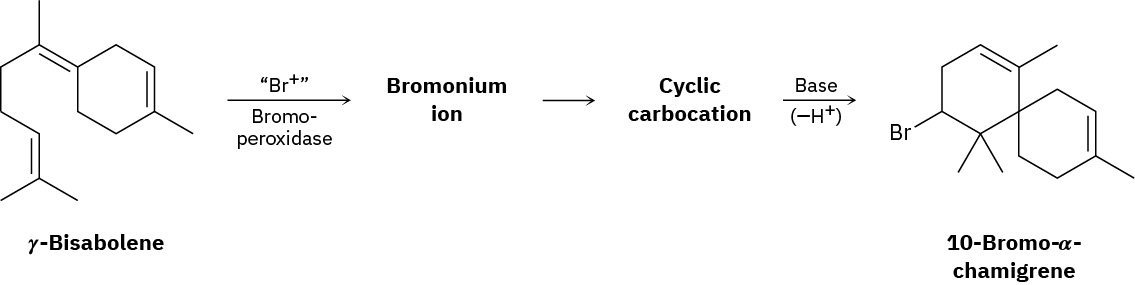 “Br+”
Bromo-
peroxidase
Bromonium
ion
Cyclic
carbocation
Base
(−H+)
Br
γ-Bisabolene
10-Bromo-α-
chamigrene